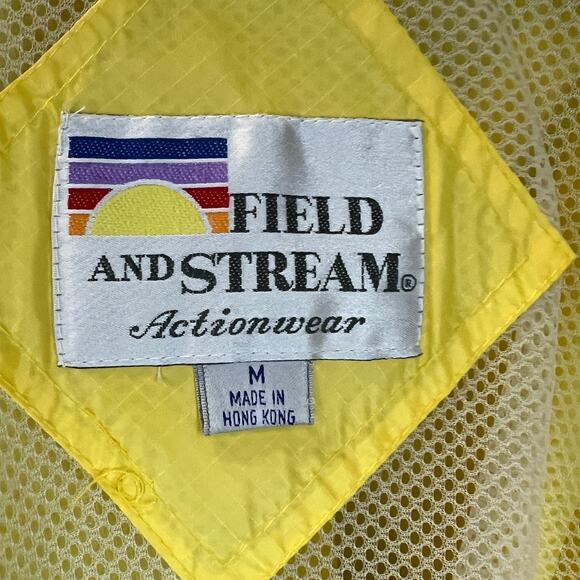 FIELD
AND STREAM®
Actionwear
M
MADE IN
HONG KONG